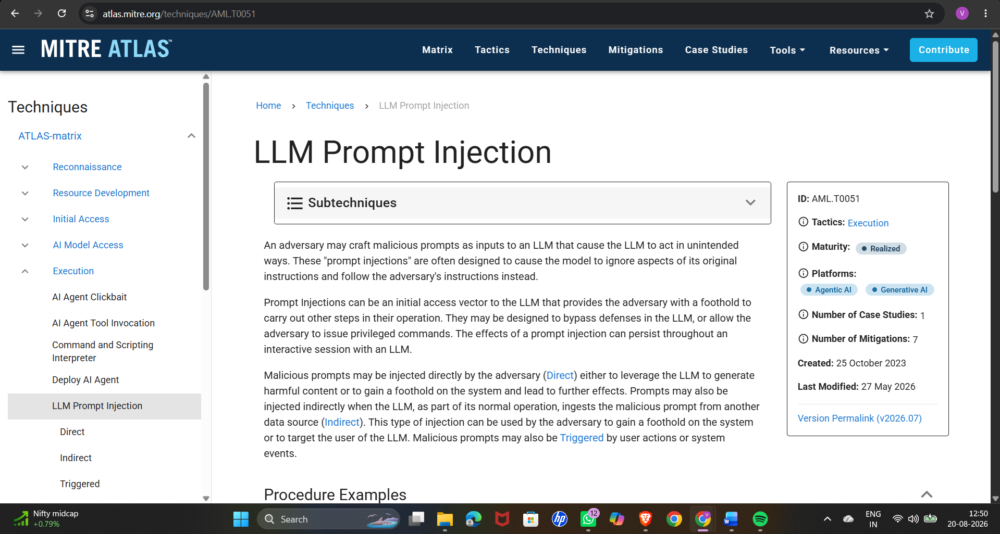 atlas.mitre.org/techniques/AML.T0051
V
MITRE ATLAS™
Matrix
Tactics
Techniques
Mitigations
Case Studies
Tools
Resources
Contribute
Techniques
ATLAS-matrix
Reconnaissance
Resource Development
Initial Access
AI Model Access
Execution
AI Agent Clickbait
AI Agent Tool Invocation
Command and Scripting
Interpreter
Deploy AI Agent
LLM Prompt Injection
Direct
Indirect
Triggered
Home > Techniques > LLM Prompt Injection
LLM Prompt Injection
Subtechniques
An adversary may craft malicious prompts as inputs to an LLM that cause the LLM to act in unintended
ways. These "prompt injections" are often designed to cause the model to ignore aspects of its original
instructions and follow the adversary's instructions instead.
Prompt Injections can be an initial access vector to the LLM that provides the adversary with a foothold to
carry out other steps in their operation. They may be designed to bypass defenses in the LLM, or allow the
adversary to issue privileged commands. The effects of a prompt injection can persist throughout an
interactive session with an LLM.
Malicious prompts may be injected directly by the adversary (Direct) either to leverage the LLM to generate
harmful content or to gain a foothold on the system and lead to further effects. Prompts may also be
injected indirectly when the LLM, as part of its normal operation, ingests the malicious prompt from another
data source (Indirect). This type of injection can be used by the adversary to gain a foothold on the system
or to target the user of the LLM. Malicious prompts may also be Triggered by user actions or system
events.
Procedure Examples
ID: AML.T0051
Tactics: Execution
Maturity: Realized
Platforms:
Agentic AI
Generative AI
Number of Case Studies: 1
Number of Mitigations: 7
Created: 25 October 2023
Last Modified: 27 May 2026
Version Permalink (v2026.07)
Nifty midcap
+0.79%
Search
hp
12
V
W
ENG
IN
12:50
20-08-2026